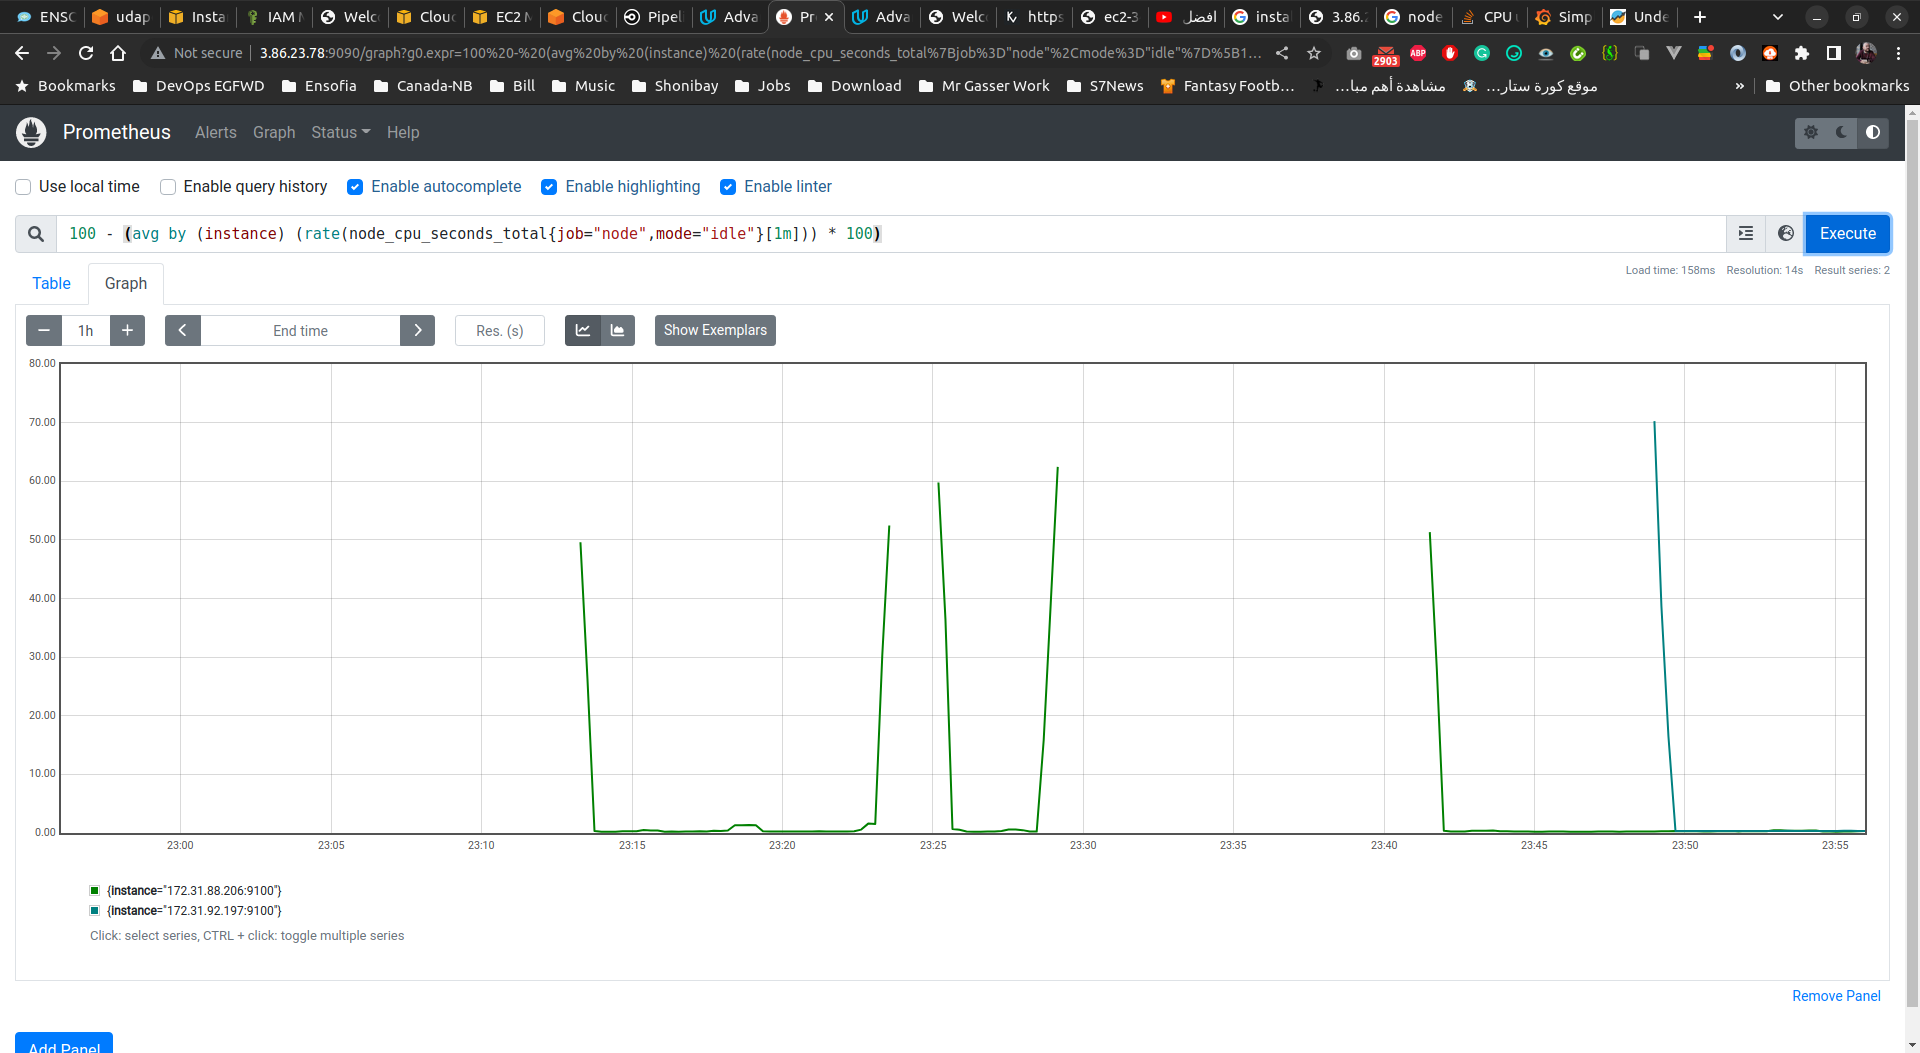 ENSC
udap
Insta
IAM M
Welc
Clou
EC2 M
Clou
Pipel
Adva
Pr
Adva
Welc
https
ec2-3
افضل
insta
3.86.
node
CPU
Simp
Unde
Not secure
3.86.23.78:9090/graph?g0.expr=100%20-%20(avg%20by%20(instance)%20(rate(node_cpu_seconds_total%7Bjob%3D"node"%2Cmode%3D"idle"%7D%5B1...
2903
ABP
Bookmarks
DevOps EGFWD
Ensofia
Canada-NB
Bill
Music
Shonibay
Jobs
Download
Mr Gasser Work
S7News
Fantasy Footb...
مشاهدة أهم مبا...
موقع كورة ستار...
»
Other bookmarks
Prometheus
Alerts
Graph
Status
Help
Use local time
Enable query history
Enable autocomplete
Enable highlighting
Enable linter
100 - (avg by (instance) (rate(node_cpu_seconds_total{job="node",mode="idle"}[1m])) * 100)
Execute
Table
Graph
Load time: 158ms
Resolution: 14s
Result series: 2
1h
End time
Res. (s)
Show Exemplars
80.00
70.00
60.00
50.00
40.00
30.00
20.00
10.00
0.00
23:00
23:05
23:10
23:15
23:20
23:25
23:30
23:35
23:40
23:45
23:50
23:55
{instance="172.31.88.206:9100"}
{instance="172.31.92.197:9100"}
Click: select series, CTRL + click: toggle multiple series
Remove Panel
Add Panel